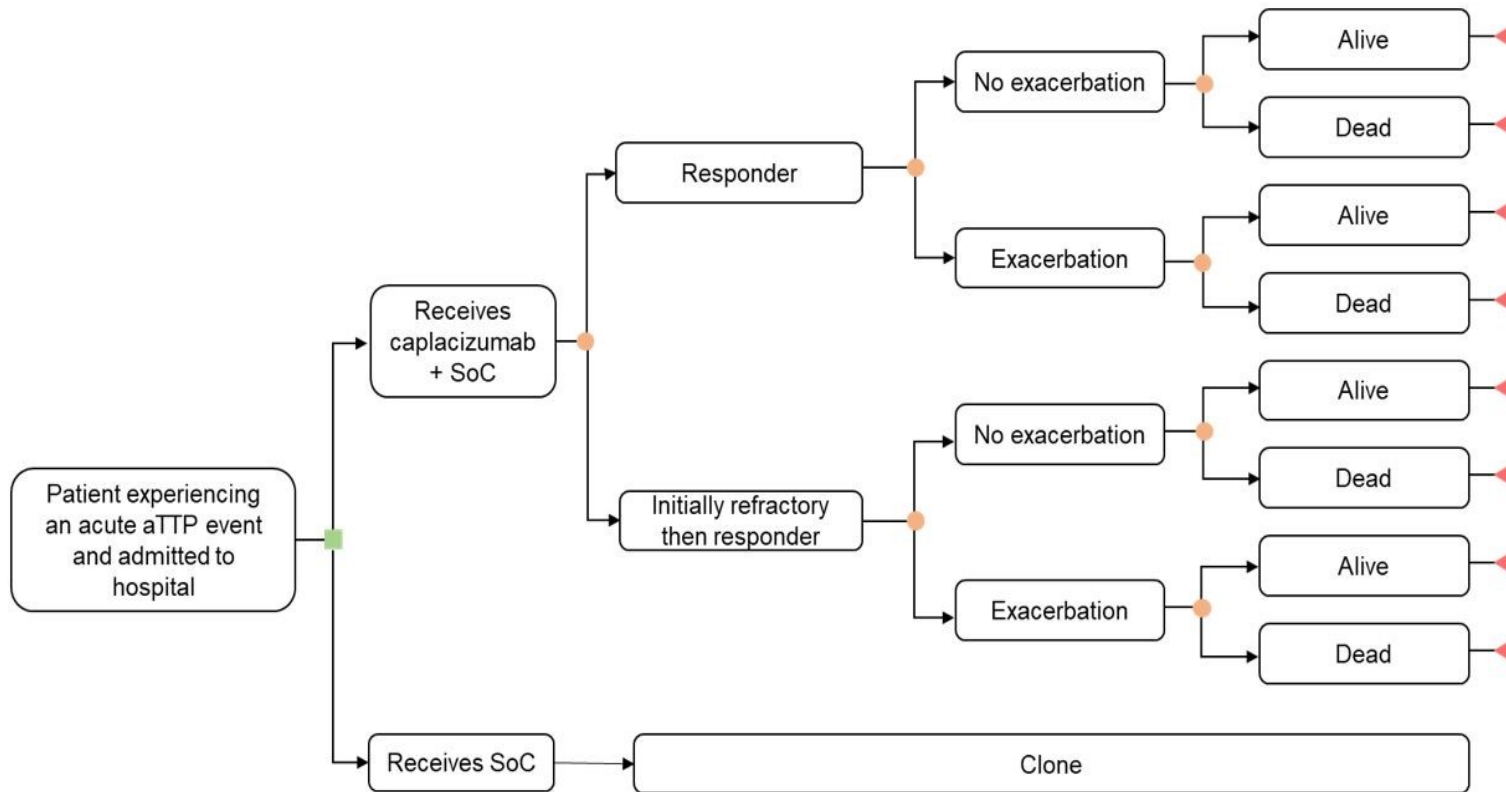 Alive
No exacerbation
Dead
Responder
Alive
Exacerbation
Dead
Receives
caplacizumab
+ SoC
Alive
No exacerbation
Dead
Patient experiencing
an acute aTTP event
and admitted to
hospital
Initially refractory
then responder
Alive
Exacerbation
Dead
Receives SoC
Clone